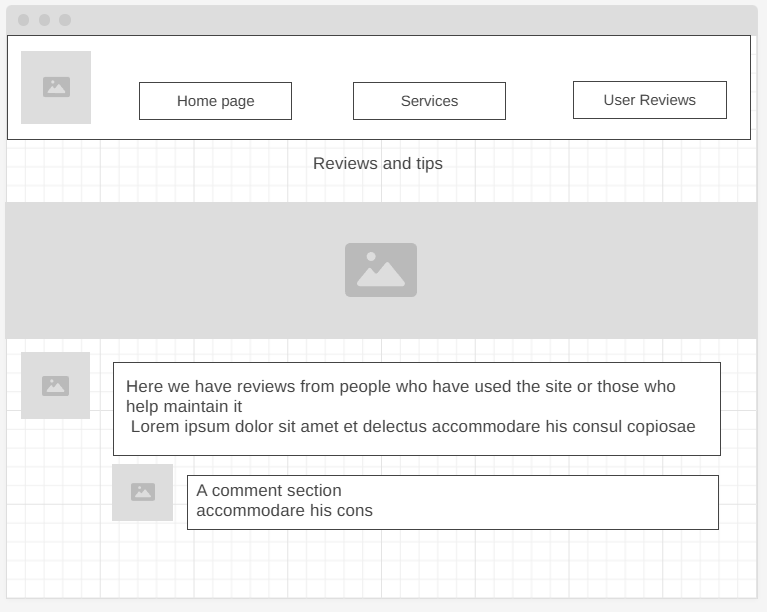 Home page
Services
User Reviews
Reviews and tips
Here we have reviews from people who have used the site or those who
help maintain it
Lorem ipsum dolor sit amet et delectus accommodare his consul copiosae
A comment section
accommodare his cons